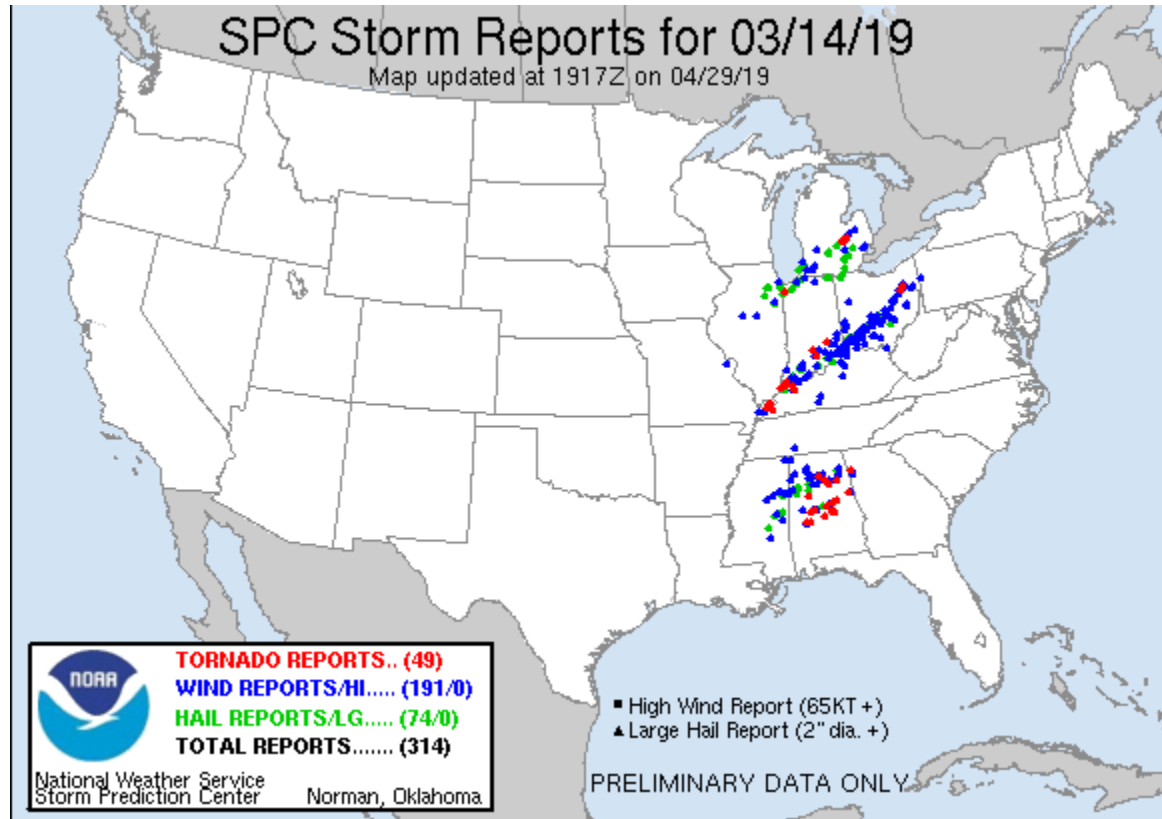 SPC Storm Reports for 03/14/19
Map updated at 1917Z on 04/29/19
NOAA
TORNADO REPORTS.. (49)
WIND REPORTS/HI..... (191/0)
HAIL REPORTS/LG..... (74/0)
TOTAL REPORTS....... (314)
National Weather Service
Storm Prediction Center Norman, Oklahoma
High Wind Report (65KT +)
Large Hail Report (2" dia. +)
PRELIMINARY DATA ONLY